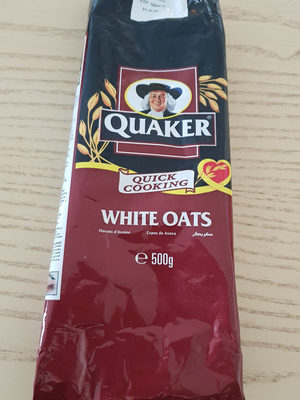 QUAKER®
QUICK
COOKING
WHITE OATS
Flocons d'Avoine Copos de Avena
℮ 500g